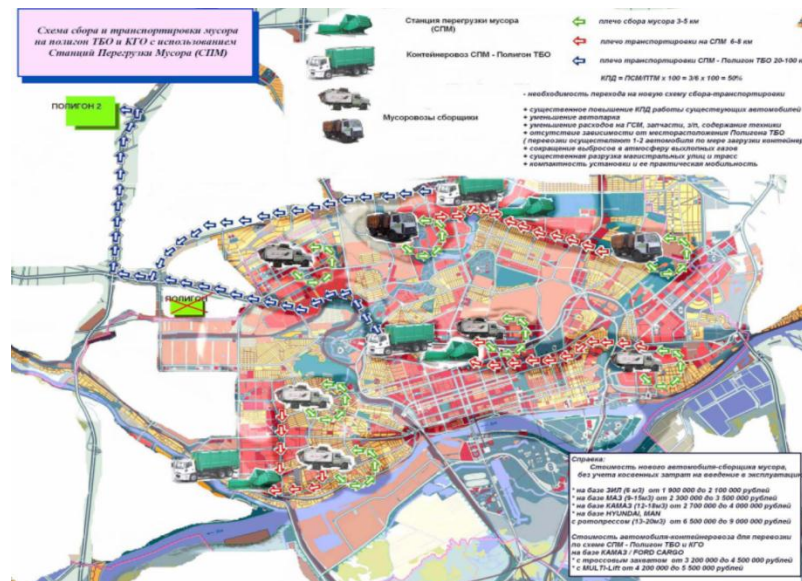 Схема сбора и транспортировки мусора
на полигон ТБО и КГО с использованием
Станций Перегрузки Мусора (СПМ)
Станция перегрузки мусора
(СПМ)
Контейнеровоз СПМ - Полигон ТБО
Мусоровозы сборщики
плечо сбора мусора 3-5 км
плечо транспортировки на СПМ 6-8 км
плечо транспортировки СПМ - Полигон ТБО 20-100 к
КПД = ПСМ/ПТМ х 100 = 3/6 х 100 = 50%
- необходимость перехода на новую схему сбора-транспортировки
+ существенное повышение КПД работы существующих автомобилей
+ уменьшение автопарка
+ уменьшение расходов на ГСМ, запчасти, з/п, содержание техники
+ отсутствие зависимости от месторасположения Полигона ТБО
( перевозки осуществляют 1-2 автомобиля по мере загрузки контейнер
+ сокращение выбросов в атмосферу выхлопных газов
+ существенная разрузка магистральных улиц и трасс
+ компактность установки и ее практическая мобильность
ПОЛИГОН 2
ПОЛИГОН
Справка:
Стоимость нового автомобиля-сборщика мусора,
без учета косвенных затрат на введение в эксплуатаци
* на базе ЗИЛ (6 м3) от 1 900 000 до 2 100 000 рублей
* на базе МАЗ (9-15м3) от 2 300 000 до 3 500 000 рублей
* на базе КАМАЗ (12-18м3) от 2 700 000 до 4 000 000 рублей
* на базе HYUNDAI, MAN
с ротопрессом (13-20м3) от 6 500 000 до 9 000 000 рублей
Стоимость автомобиля-контейнеровоза для перевозки
по схеме СПМ - Полигон ТБО и КГО
на базе КАМАЗ / FORD CARGO
* с тросовым захватом от 3 200 000 до 4 500 000 рублей
* с MULTI-Lift от 4 200 000 до 5 500 000 рублей